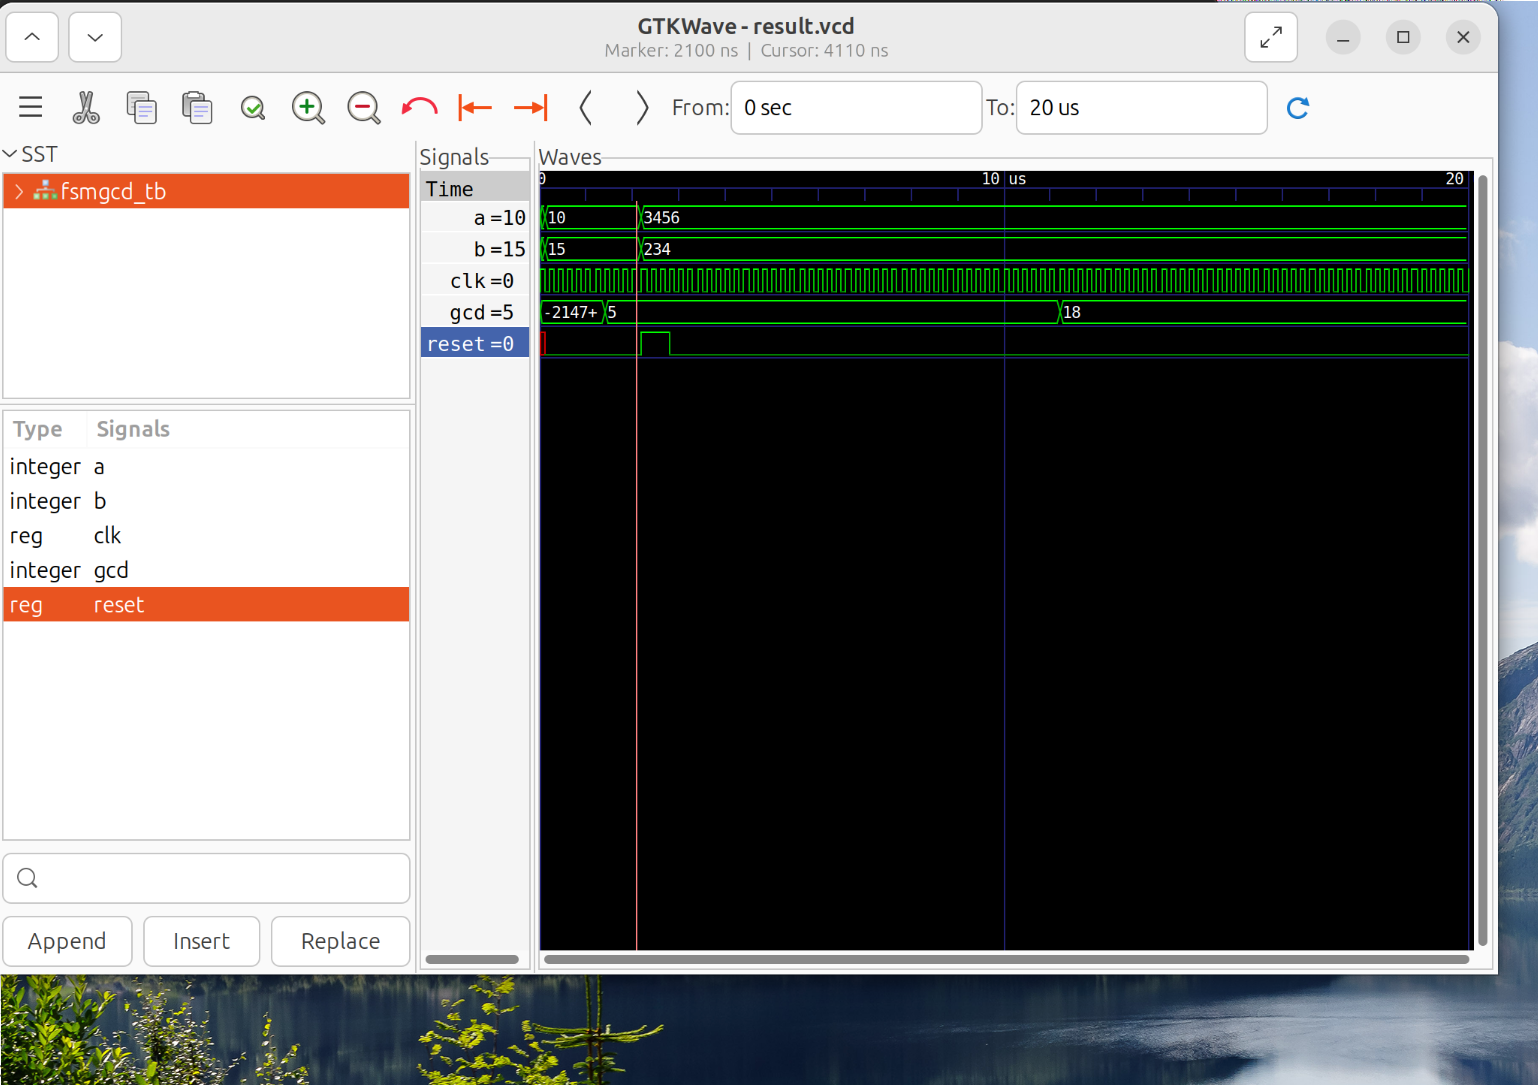 GTKWave - result.vcd
Marker: 2100 ns | Cursor: 4110 ns
From: 0 sec To: 20 us
SST
fsmgcd_tb
Type Signals
integer a
integer b
reg clk
integer gcd
reg reset
Append Insert Replace
Signals
Time
a =10
b =15
clk =0
gcd =5
reset =0
Waves
0 10 us 20
10 3456
15 234
-2147+ 5 18